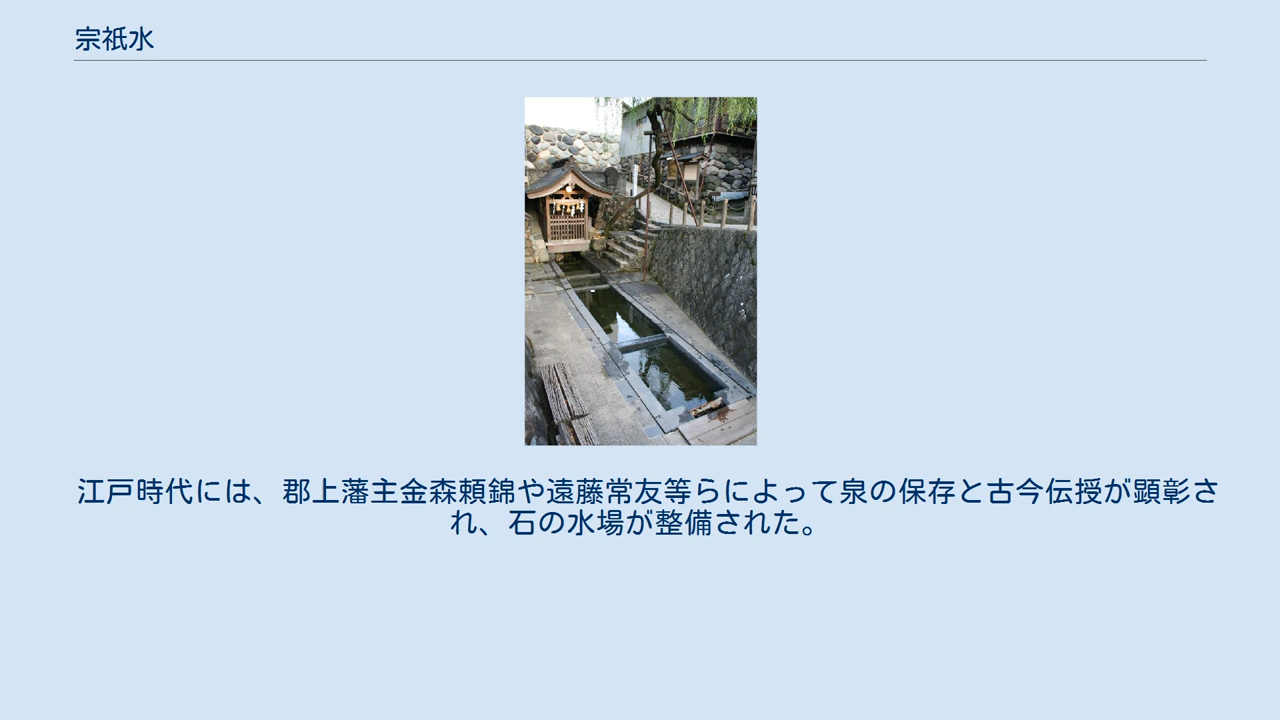 宗祇水
江戸時代には、郡上藩主金森頼錦や遠藤常友等らによって泉の保存と古今伝授が顕彰さ
れ、石の水場が整備された。